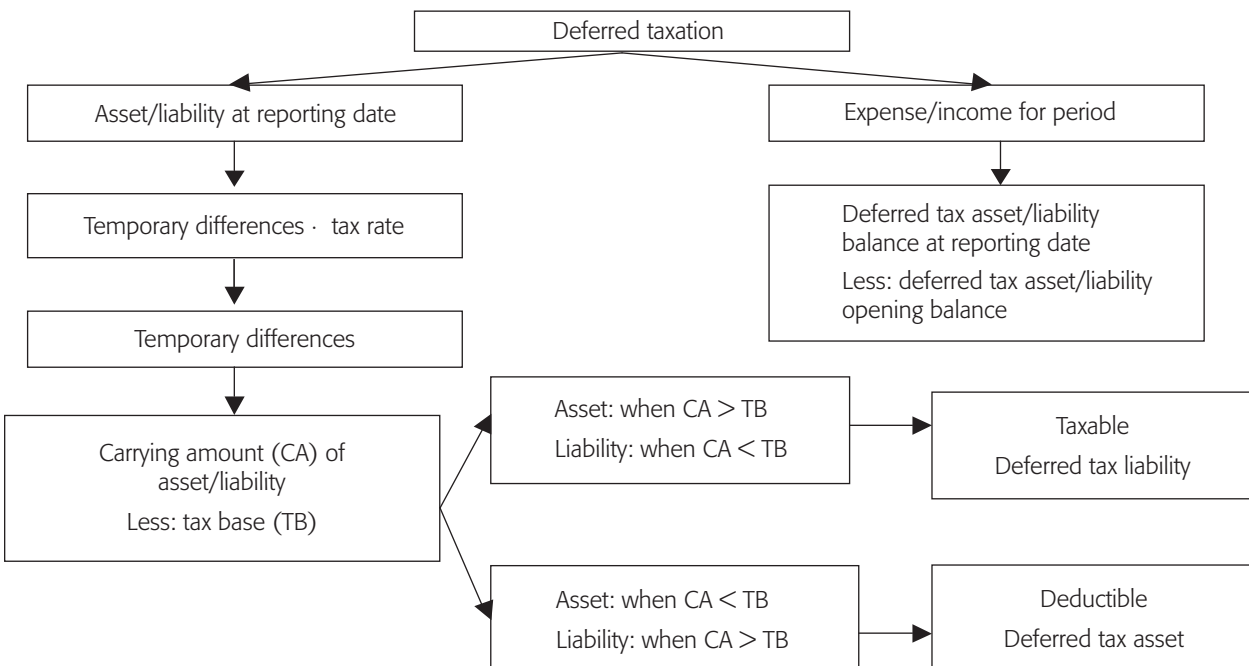 Deferred taxation
Asset/liability at reporting date
Expense/income for period
Temporary differences · tax rate
Deferred tax asset/liability
balance at reporting date
Less: deferred tax asset/liability
opening balance
Temporary differences
Carrying amount (CA) of
asset/liability
Less: tax base (TB)
Asset: when CA > TB
Liability: when CA < TB
Taxable
Deferred tax liability
Asset: when CA < TB
Liability: when CA > TB
Deductible
Deferred tax asset